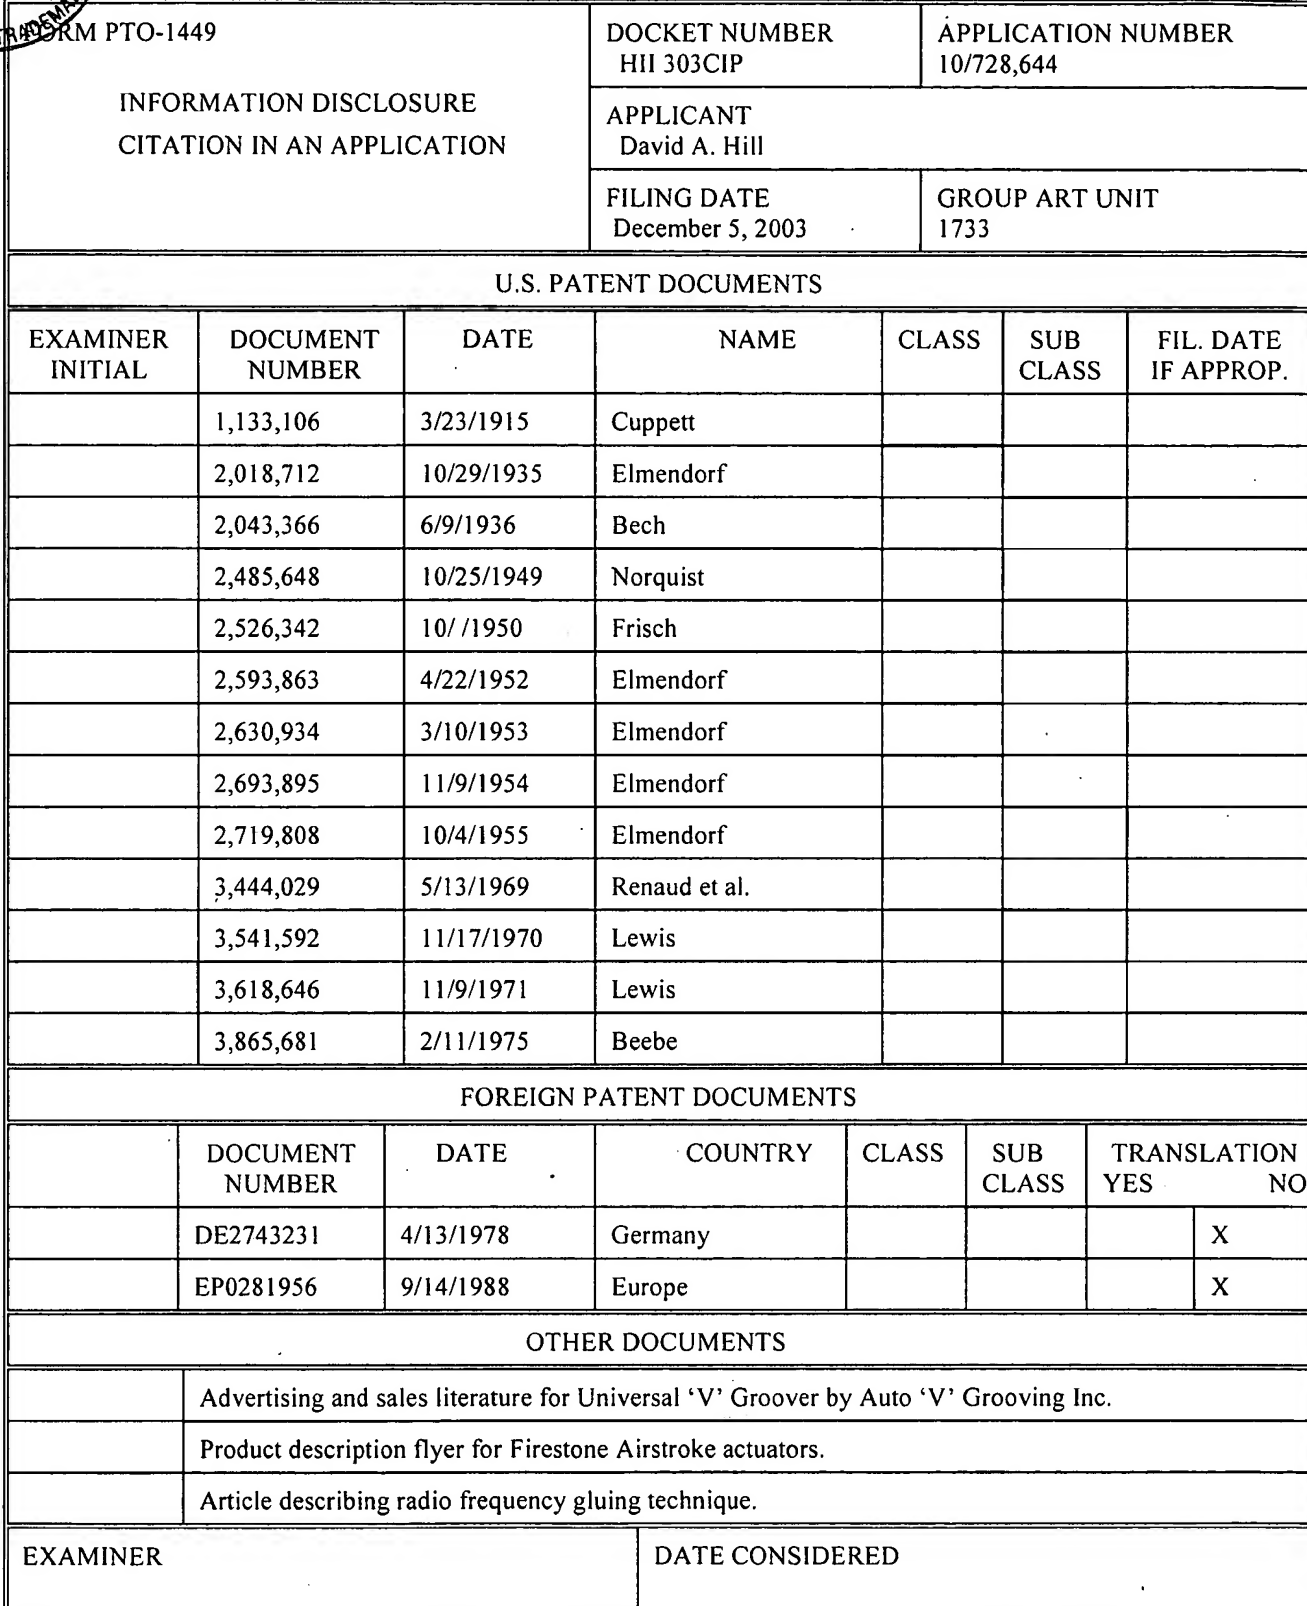 TRADEMA
FORM PTO-1449
INFORMATION DISCLOSURE
CITATION IN AN APPLICATION
DOCKET NUMBER
HII 303CIP
APPLICATION NUMBER
10/728,644
APPLICANT
David A. Hill
FILING DATE
December 5, 2003
GROUP ART UNIT
1733
U.S. PATENT DOCUMENTS
EXAMINER INITIAL DOCUMENT NUMBER DATE NAME CLASS SUB CLASS FIL. DATE IF APPROP.
1,133,106 3/23/1915 Cuppett
2,018,712 10/29/1935 Elmendorf
2,043,366 6/9/1936 Bech
2,485,648 10/25/1949 Norquist
2,526,342 10/ /1950 Frisch
2,593,863 4/22/1952 Elmendorf
2,630,934 3/10/1953 Elmendorf
2,693,895 11/9/1954 Elmendorf
2,719,808 10/4/1955 Elmendorf
3,444,029 5/13/1969 Renaud et al.
3,541,592 11/17/1970 Lewis
3,618,646 11/9/1971 Lewis
3,865,681 2/11/1975 Beebe
FOREIGN PATENT DOCUMENTS
DOCUMENT NUMBER DATE COUNTRY CLASS SUB CLASS TRANSLATION YES NO
DE2743231 4/13/1978 Germany X
EP0281956 9/14/1988 Europe X
OTHER DOCUMENTS
Advertising and sales literature for Universal ‘V’ Groover by Auto ‘V’ Grooving Inc.
Product description flyer for Firestone Airstroke actuators.
Article describing radio frequency gluing technique.
EXAMINER DATE CONSIDERED